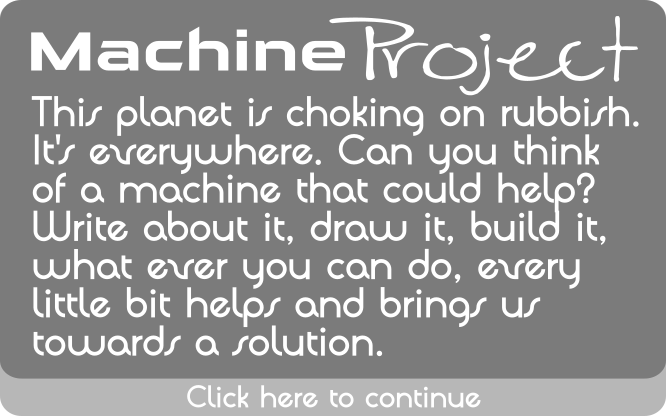 Machine Project
This planet is choking on rubbish.
It's everywhere. Can you think
of a machine that could help?
Write about it, draw it, build it,
what ever you can do, every
little bit helps and brings us
towards a solution.
Click here to continue